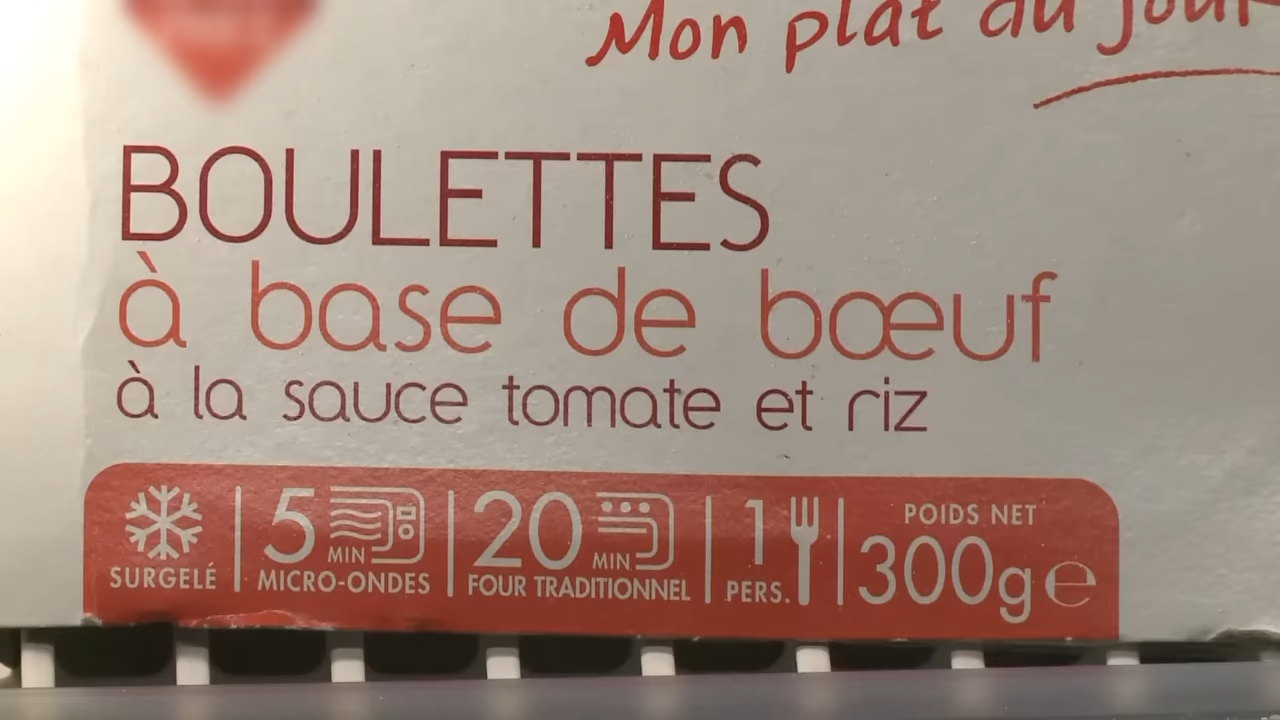 Mon plat du jour
BOULETTES
à base de bœuf
à la sauce tomate et riz
SURGELÉ
5 MIN
MICRO-ONDES
20 MIN
FOUR TRADITIONNEL
1
PERS.
POIDS NET
300g e